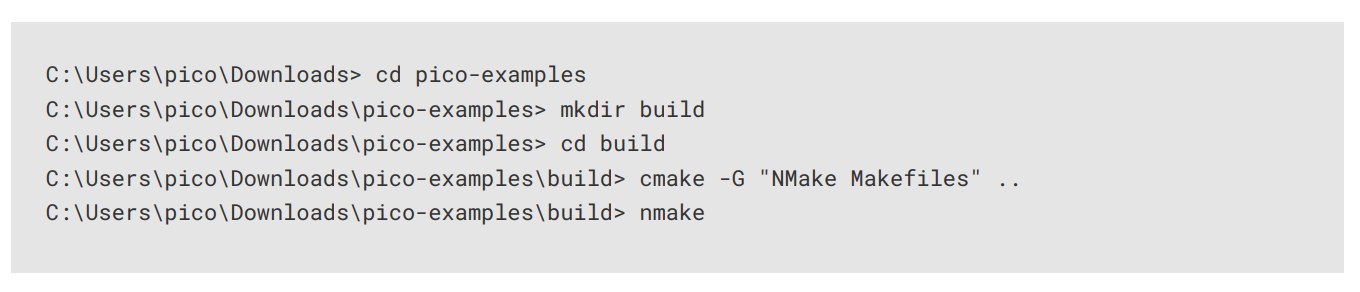 C:\Users\pico\Downloads> cd pico-examples
C:\Users\pico\Downloads\pico-examples> mkdir build
C:\Users\pico\Downloads\pico-examples> cd build
C:\Users\pico\Downloads\pico-examples\build> cmake -G "NMake Makefiles" ..
C:\Users\pico\Downloads\pico-examples\build> nmake